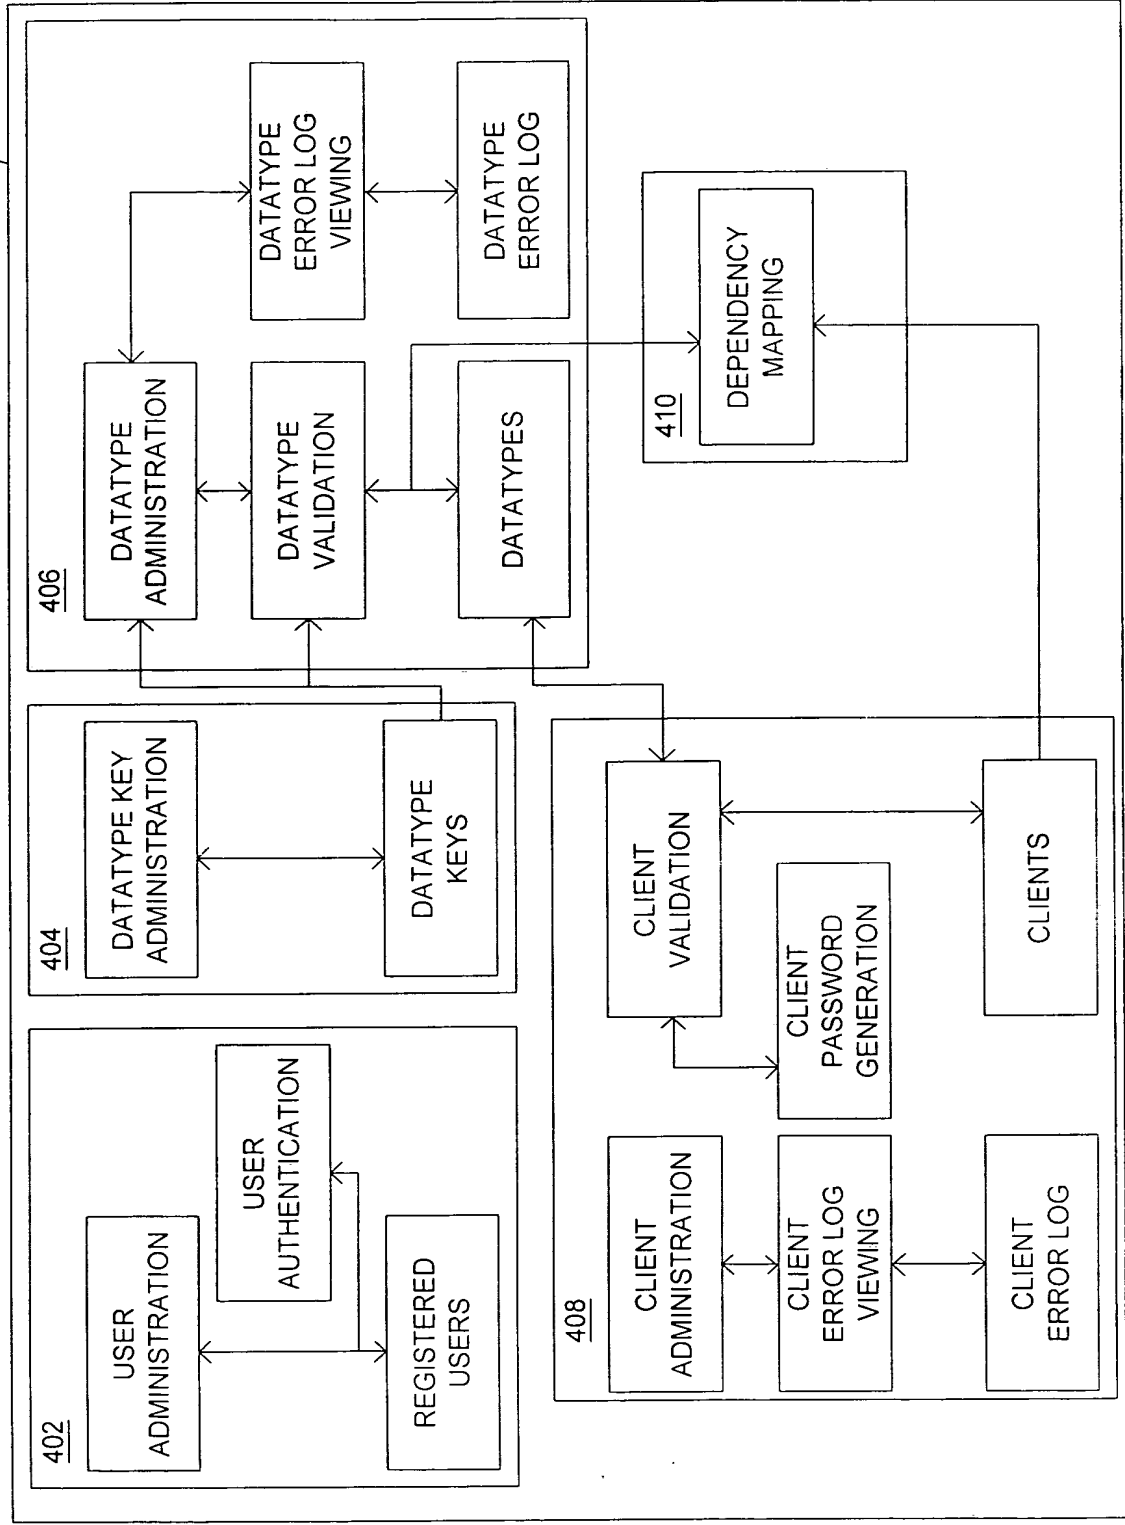 402
USER
ADMINISTRATION
USER
AUTHENTICATION
REGISTERED
USERS
404
DATATYPE KEY
ADMINISTRATION
DATATYPE
KEYS
406
DATATYPE
ADMINISTRATION
DATATYPE
VALIDATION
DATATYPES
DATATYPE
ERROR LOG
VIEWING
DATATYPE
ERROR LOG
408
CLIENT
ADMINISTRATION
CLIENT
ERROR LOG
VIEWING
CLIENT
ERROR LOG
CLIENT
VALIDATION
CLIENT
PASSWORD
GENERATION
CLIENTS
410
DEPENDENCY
MAPPING